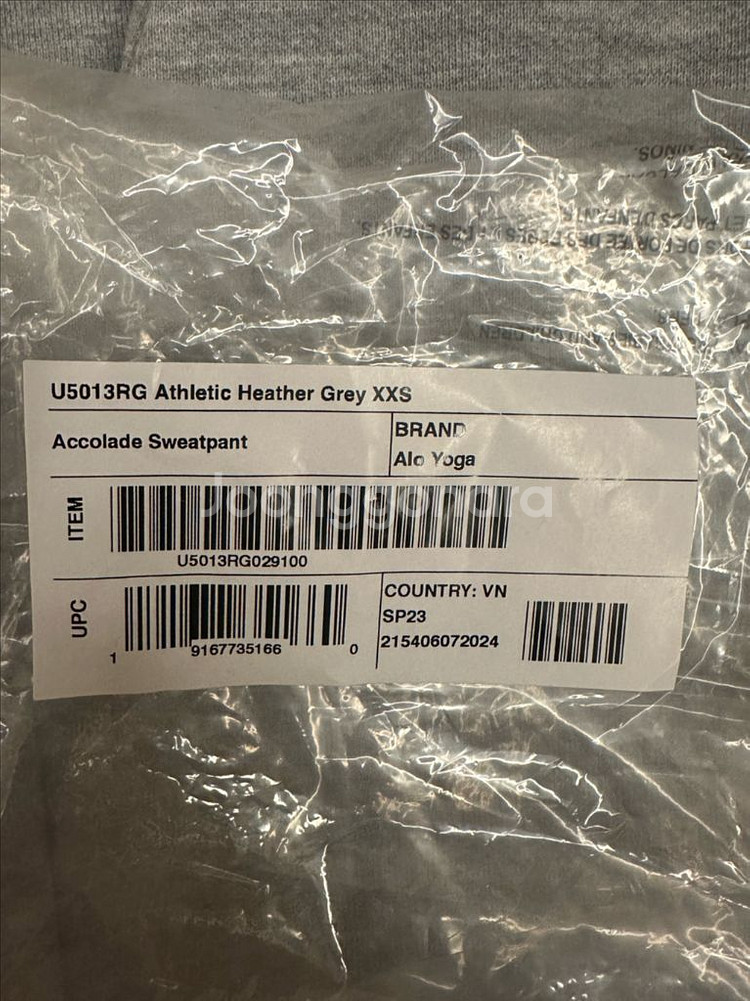 U5013RG Athletic Heather Grey XXS
Accolade Sweatpant
BRAND
Alo Yoga
ITEM
Joonggonara
U5013RG029100
UPC
1 9167735166 0
COUNTRY: VN
SP23
215406072024